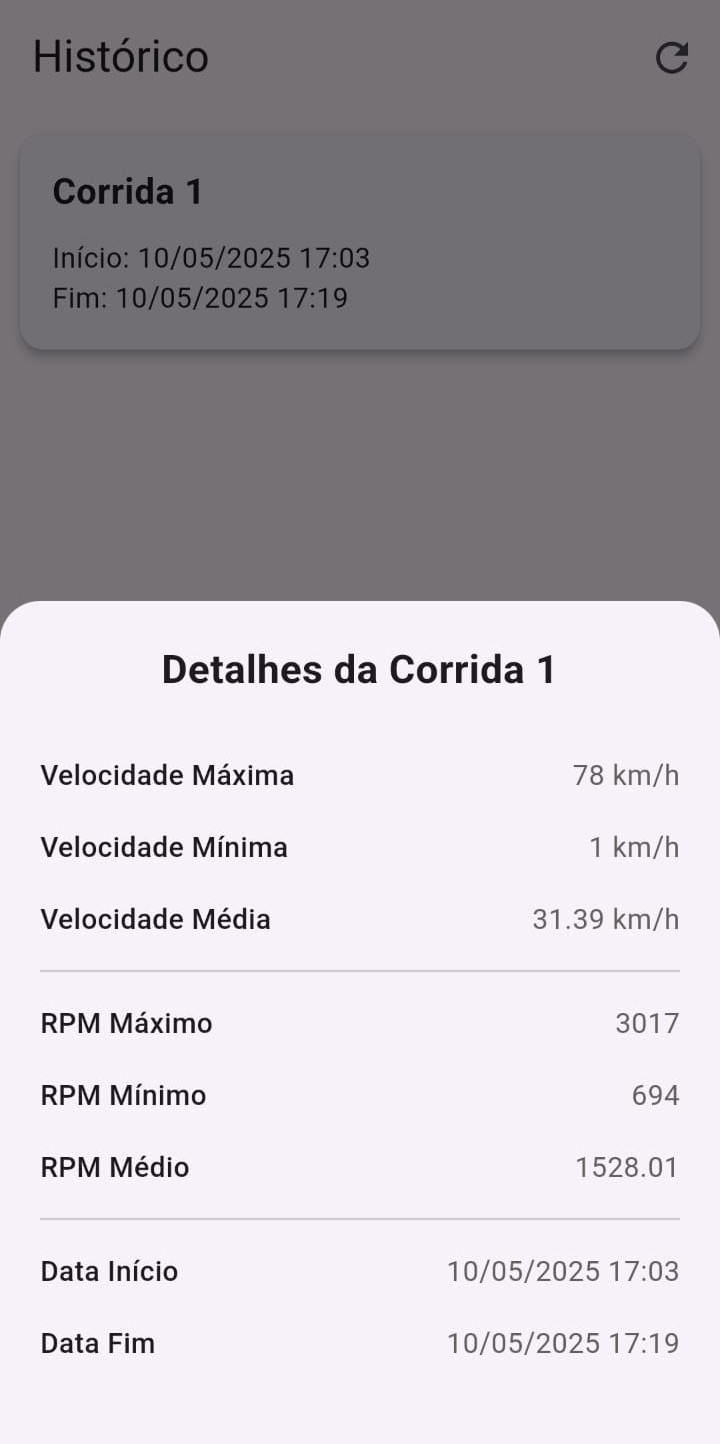 Histórico
Corrida 1
Início: 10/05/2025 17:03
Fim: 10/05/2025 17:19
Detalhes da Corrida 1
Velocidade Máxima 78 km/h
Velocidade Mínima 1 km/h
Velocidade Média 31.39 km/h
RPM Máximo 3017
RPM Mínimo 694
RPM Médio 1528.01
Data Início 10/05/2025 17:03
Data Fim 10/05/2025 17:19